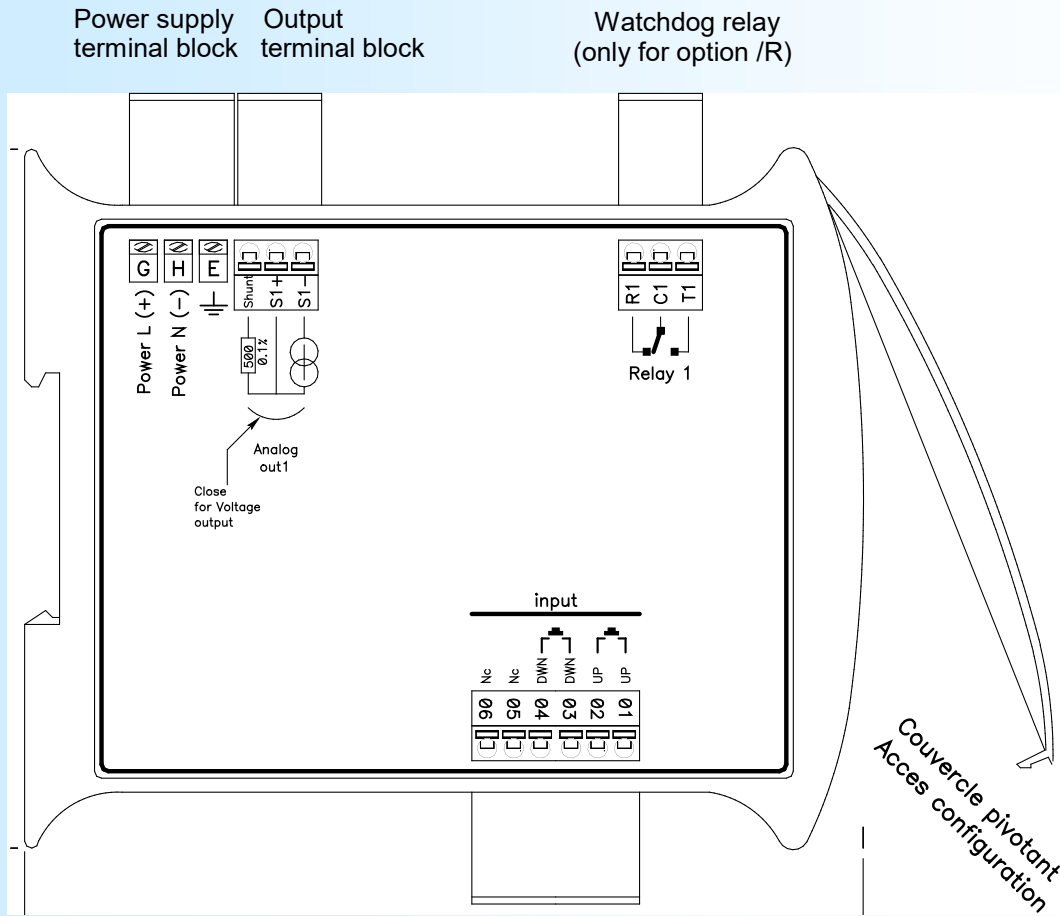 Power supply
terminal block
Output
terminal block
Watchdog relay
(only for option /R)
G H E
Power L (+)
Power N (-)
Shunt
S1+
S1-
500
0.1%
Analog
out1
Close
for Voltage
output
R1
C1
T1
Relay 1
input
Nc
Nc
DWN
DWN
UP
UP
06
05
04
03
02
01
Couvercle pivotant
Acces configuration